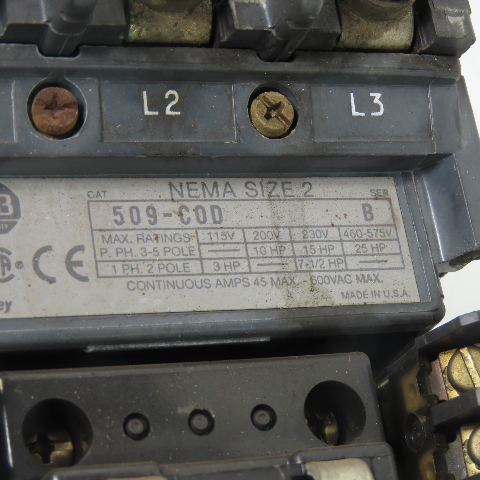 L2 L3
CAT NEMA SIZE 2 SER
509-COD B
MAX. RATINGS 115V 200V 230V 460-575V
P. PH. 3-5 POLE 10 HP 15 HP 25 HP
1 PH. 2 POLE 3 HP 7-1/2 HP
CE
CONTINUOUS AMPS 45 MAX. - 600VAC MAX.
MADE IN U.S.A.